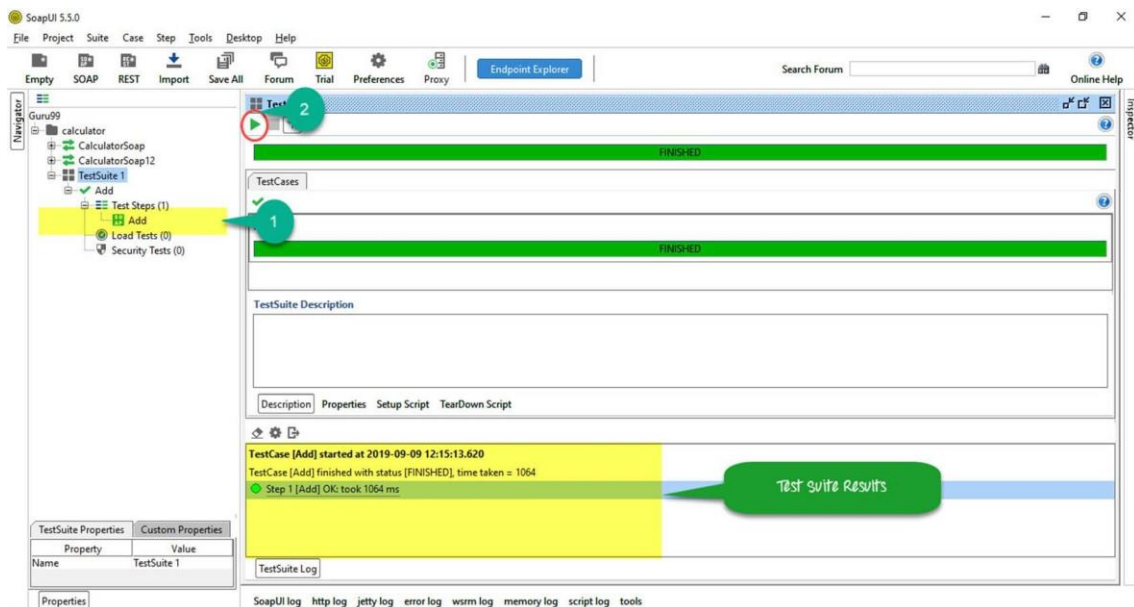 SoapUI 5.5.0
File Project Suite Case Step Tools Desktop Help
Empty SOAP REST Import Save All Forum Trial Preferences Proxy Endpoint Explorer Search Forum Online Help
Navigator
Inspector
Guru99
calculator
CalculatorSoap
CalculatorSoap12
TestSuite 1
Add
Test Steps (1)
Add
Load Tests (0)
Security Tests (0)
1
2
FINISHED
TestCases
FINISHED
TestSuite Description
Description Properties Setup Script TearDown Script
TestCase [Add] started at 2019-09-09 12:15:13.620
TestCase [Add] finished with status [FINISHED], time taken = 1064
Step 1 [Add] OK: took 1064 ms
Test Suite Results
TestSuite Log
TestSuite Properties Custom Properties
Property Value
Name TestSuite 1
Properties
SoapUI log http log jetty log error log wsrm log memory log script log tools